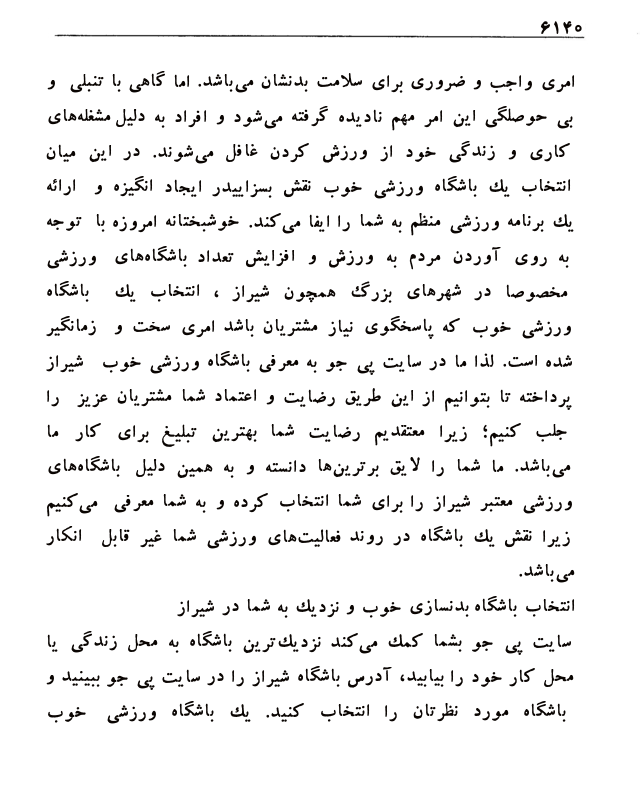 ۶۱۴۰
امری واجب و ضروری برای سلامت بدنشان می‌باشد. اما گاهی با تنبلی و
بی حوصلگی این امر مهم نادیده گرفته می‌شود و افراد به دلیل مشغله‌های
کاری و زندگی خود از ورزش کردن غافل می‌شوند. در این میان
انتخاب یک باشگاه ورزشی خوب نقش بسزاییدر ایجاد انگیزه و ارائه
یک برنامه ورزشی منظم به شما را ایفا می‌کند. خوشبختانه امروزه با توجه
به روی آوردن مردم به ورزش و افزایش تعداد باشگاه‌های ورزشی
مخصوصا در شهرهای بزرگ همچون شیراز ، انتخاب یک باشگاه
ورزشی خوب که پاسخگوی نیاز مشتریان باشد امری سخت و زمانگیر
شده است. لذا ما در سایت پی جو به معرفی باشگاه ورزشی خوب شیراز
پرداخته تا بتوانیم از این طریق رضایت و اعتماد شما مشتریان عزیز را
جلب کنیم؛ زیرا معتقدیم رضایت شما بهترین تبلیغ برای کار ما
می‌باشد. ما شما را لایق برترین‌ها دانسته و به همین دلیل باشگاه‌های
ورزشی معتبر شیراز را برای شما انتخاب کرده و به شما معرفی می‌کنیم
زیرا نقش یک باشگاه در روند فعالیت‌های ورزشی شما غیر قابل انکار
می‌باشد.
انتخاب باشگاه بدنسازی خوب و نزدیک به شما در شیراز
سایت پی جو بشما کمک می‌کند نزدیک‌ترین باشگاه به محل زندگی یا
محل کار خود را بیابید، آدرس باشگاه شیراز را در سایت پی جو ببینید و
باشگاه مورد نظرتان را انتخاب کنید. یک باشگاه ورزشی خوب